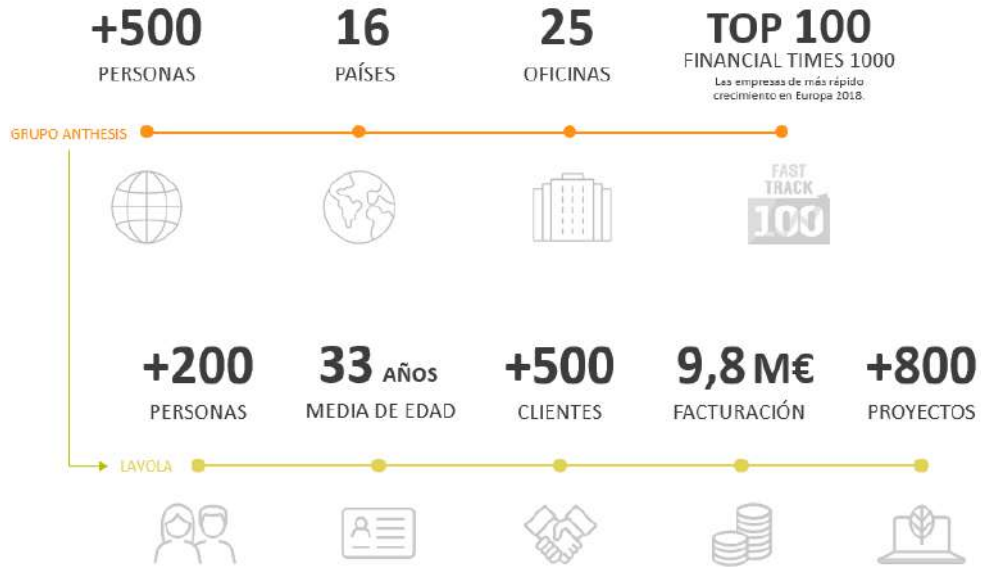 +500
PERSONAS
16
PAÍSES
25
OFICINAS
TOP 100
FINANCIAL TIMES 1000
Las empresas de más rápido
crecimiento en Europa 2018.
GRUPO ANTHESIS
FAST
TRACK
100
+200
PERSONAS
33 AÑOS
MEDIA DE EDAD
+500
CLIENTES
9,8 M€
FACTURACIÓN
+800
PROYECTOS
LAVOLA